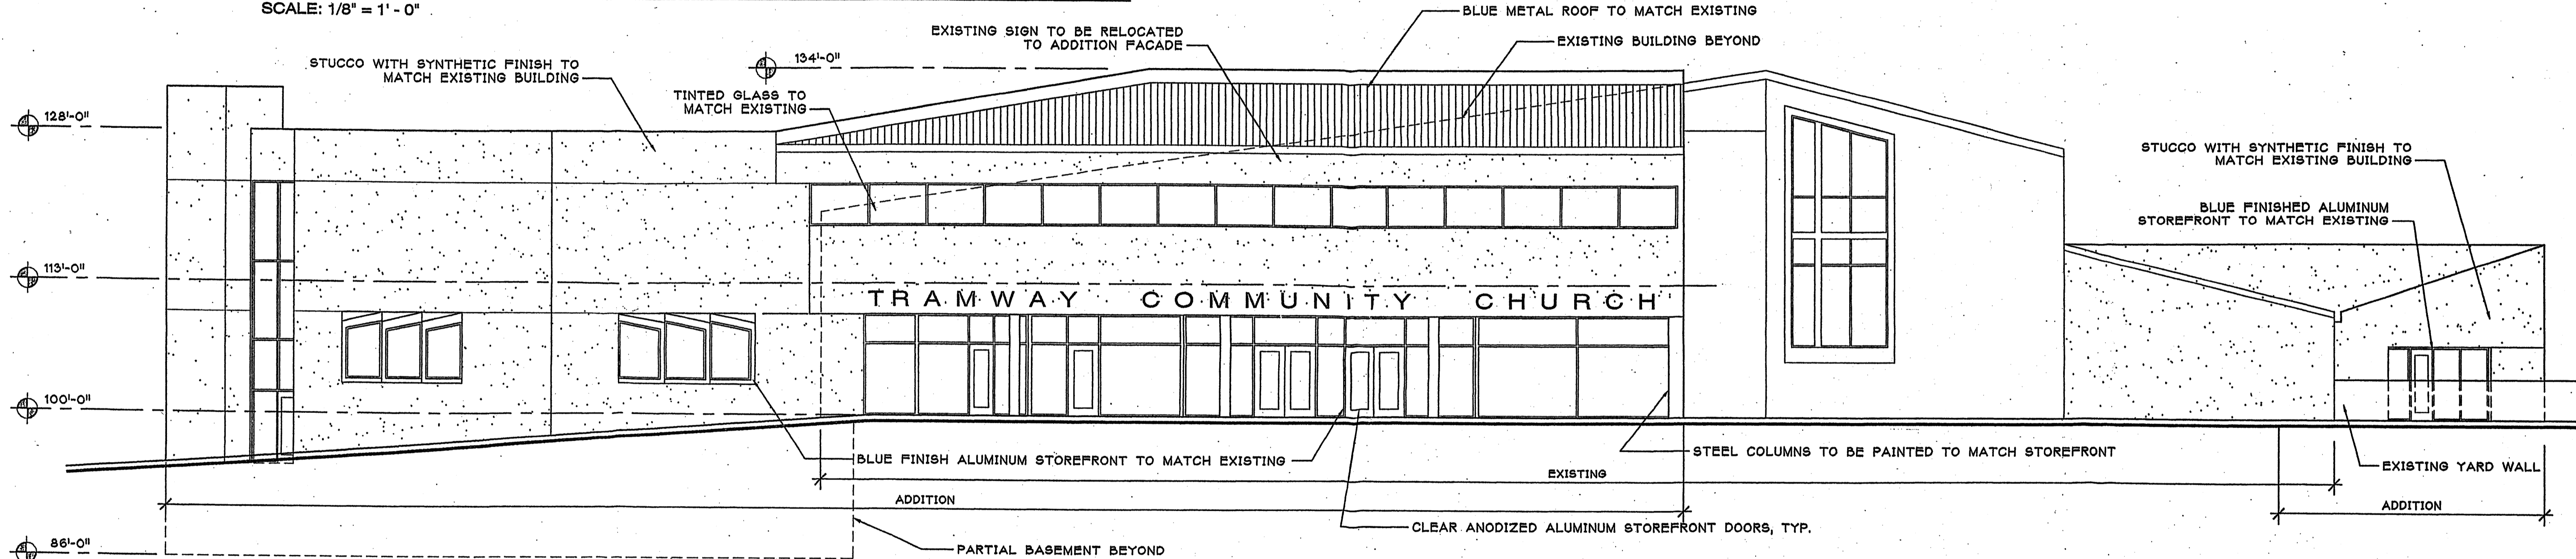 SCALE: 1/8" = 1' - 0"
BLUE METAL ROOF TO MATCH EXISTING
EXISTING SIGN TO BE RELOCATED
TO ADDITION FACADE
EXISTING BUILDING BEYOND
134'-0"
STUCCO WITH SYNTHETIC FINISH TO
MATCH EXISTING BUILDING
TINTED GLASS TO
MATCH EXISTING
128'-0"
STUCCO WITH SYNTHETIC FINISH TO
MATCH EXISTING BUILDING
BLUE FINISHED ALUMINUM
STOREFRONT TO MATCH EXISTING
113'-0"
TRAMWAY COMMUNITY CHURCH
100'-0"
BLUE FINISH ALUMINUM STOREFRONT TO MATCH EXISTING
STEEL COLUMNS TO BE PAINTED TO MATCH STOREFRONT
EXISTING YARD WALL
EXISTING
ADDITION
ADDITION
CLEAR ANODIZED ALUMINUM STOREFRONT DOORS, TYP.
86'-0"
PARTIAL BASEMENT BEYOND